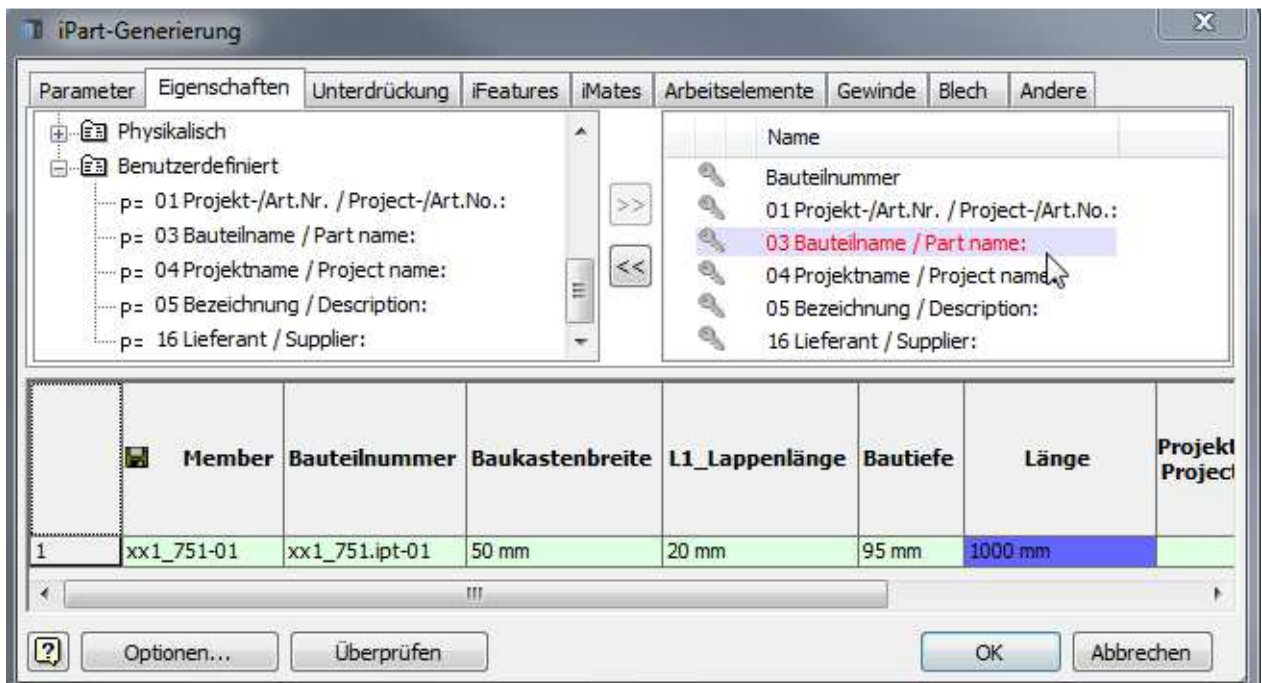 iPart-Generierung
Parameter Eigenschaften Unterdrückung iFeatures iMates Arbeitselemente Gewinde Blech Andere
Physikalisch
Benutzerdefiniert
p= 01 Projekt-/Art.Nr. / Project-/Art.No.:
p= 03 Bauteilname / Part name:
p= 04 Projektname / Project name:
p= 05 Bezeichnung / Description:
p= 16 Lieferant / Supplier:
>>
<<
Name
Bauteilnummer
01 Projekt-/Art.Nr. / Project-/Art.No.:
03 Bauteilname / Part name:
04 Projektname / Project name
05 Bezeichnung / Description:
16 Lieferant / Supplier:
Member Bauteilnummer Baukastenbreite L1_Lappenlänge Bautiefe Länge Projekt
Project
1 xx1_751-01 xx1_751.ipt-01 50 mm 20 mm 95 mm 1000 mm
? Optionen... Überprüfen OK Abbrechen